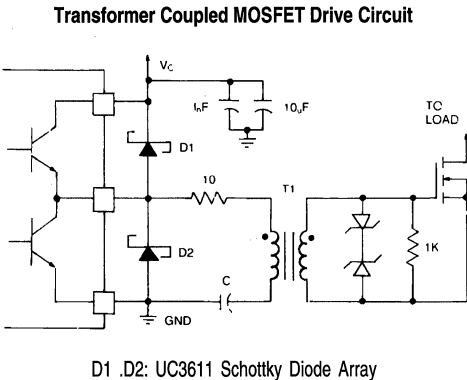 Transformer Coupled MOSFET Drive Circuit
VC
InF
10uF
TO
LOAD
D1
10
T1
D2
C
1K
GND
D1 .D2: UC3611 Schottky Diode Array